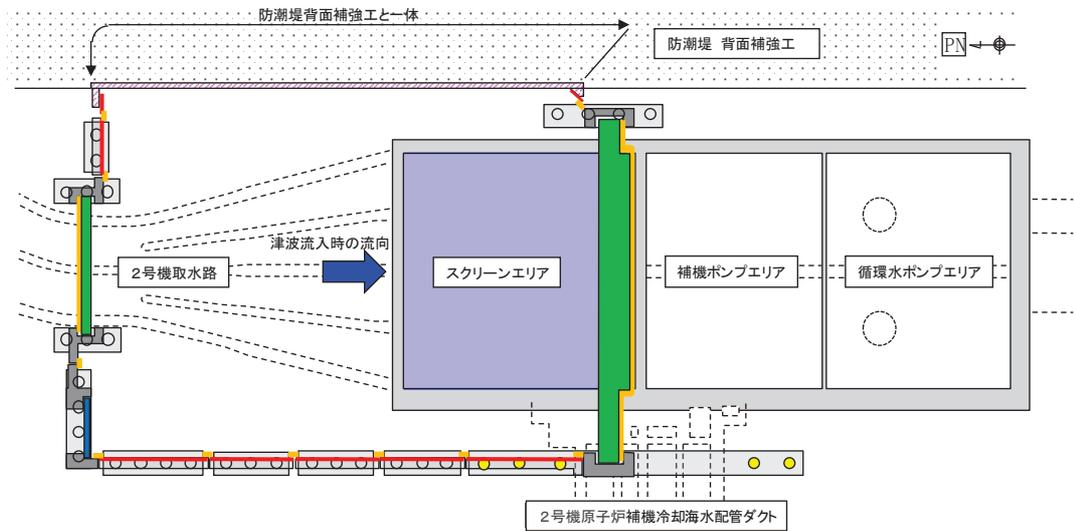 防潮堤背面補強工と一体
防潮堤 背面補強工
PN
津波流入時の流向
2号機取水路
スクリーンエリア
補機ポンプエリア
循環水ポンプエリア
2号機原子炉補機冷却海水配管ダクト